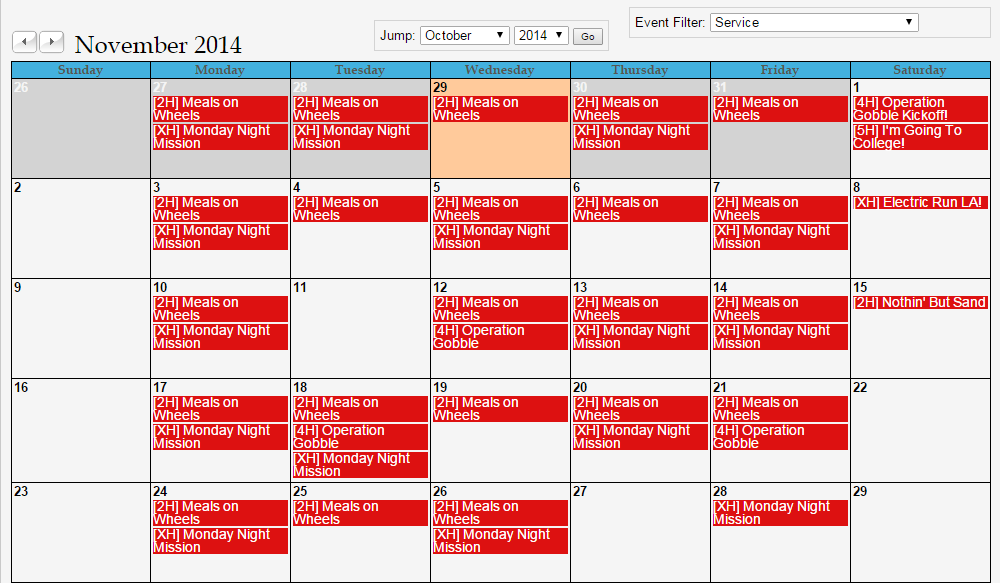 Event Filter: Service
Jump: October 2014 Go
November 2014
Sunday Monday Tuesday Wednesday Thursday Friday Saturday
26 27 28 29 30 31 1
[2H] Meals on [2H] Meals on [2H] Meals on [2H] Meals on [2H] Meals on [4H] Operation
Wheels Wheels Wheels Wheels Wheels Gobble Kickoff!
[XH] Monday Night [XH] Monday Night [XH] Monday Night [5H] I'm Going To
Mission Mission Mission College!
2 3 4 5 6 7 8
[2H] Meals on [2H] Meals on [2H] Meals on [2H] Meals on [2H] Meals on [XH] Electric Run LA!
Wheels Wheels Wheels Wheels Wheels
[XH] Monday Night [XH] Monday Night [XH] Monday Night
Mission Mission Mission
9 10 11 12 13 14 15
[2H] Meals on [2H] Meals on [2H] Meals on [2H] Meals on [2H] Nothin' But Sand
Wheels Wheels Wheels Wheels
[XH] Monday Night [4H] Operation [XH] Monday Night [XH] Monday Night
Mission Gobble Mission Mission
16 17 18 19 20 21 22
[2H] Meals on [2H] Meals on [2H] Meals on [2H] Meals on [2H] Meals on
Wheels Wheels Wheels Wheels Wheels
[XH] Monday Night [4H] Operation [XH] Monday Night [4H] Operation
Mission Gobble Mission Gobble
[XH] Monday Night
Mission
23 24 25 26 27 28 29
[2H] Meals on [2H] Meals on [2H] Meals on [XH] Monday Night
Wheels Wheels Wheels Mission
[XH] Monday Night [XH] Monday Night
Mission Mission